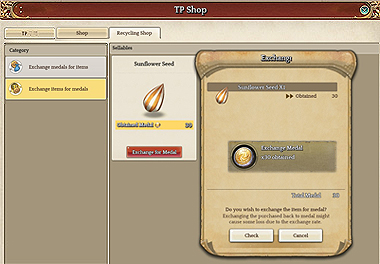 TP Shop
TP
Shop
Recycling Shop
Category
Exchange medals for items
Exchange items for medals
Sellables
Sunflower Seed
Obtained Medal
30
Exchange for Medal
Exchange
Sunflower Seed X1
▶▶ Obtained 30
Exchange Medal
x30 obtained
Total Medal 30
Do you wish to exchange the item for medal?
Exchanging the purchased back to medal might
cause some loss due to the exchange rate.
Check
Cancel